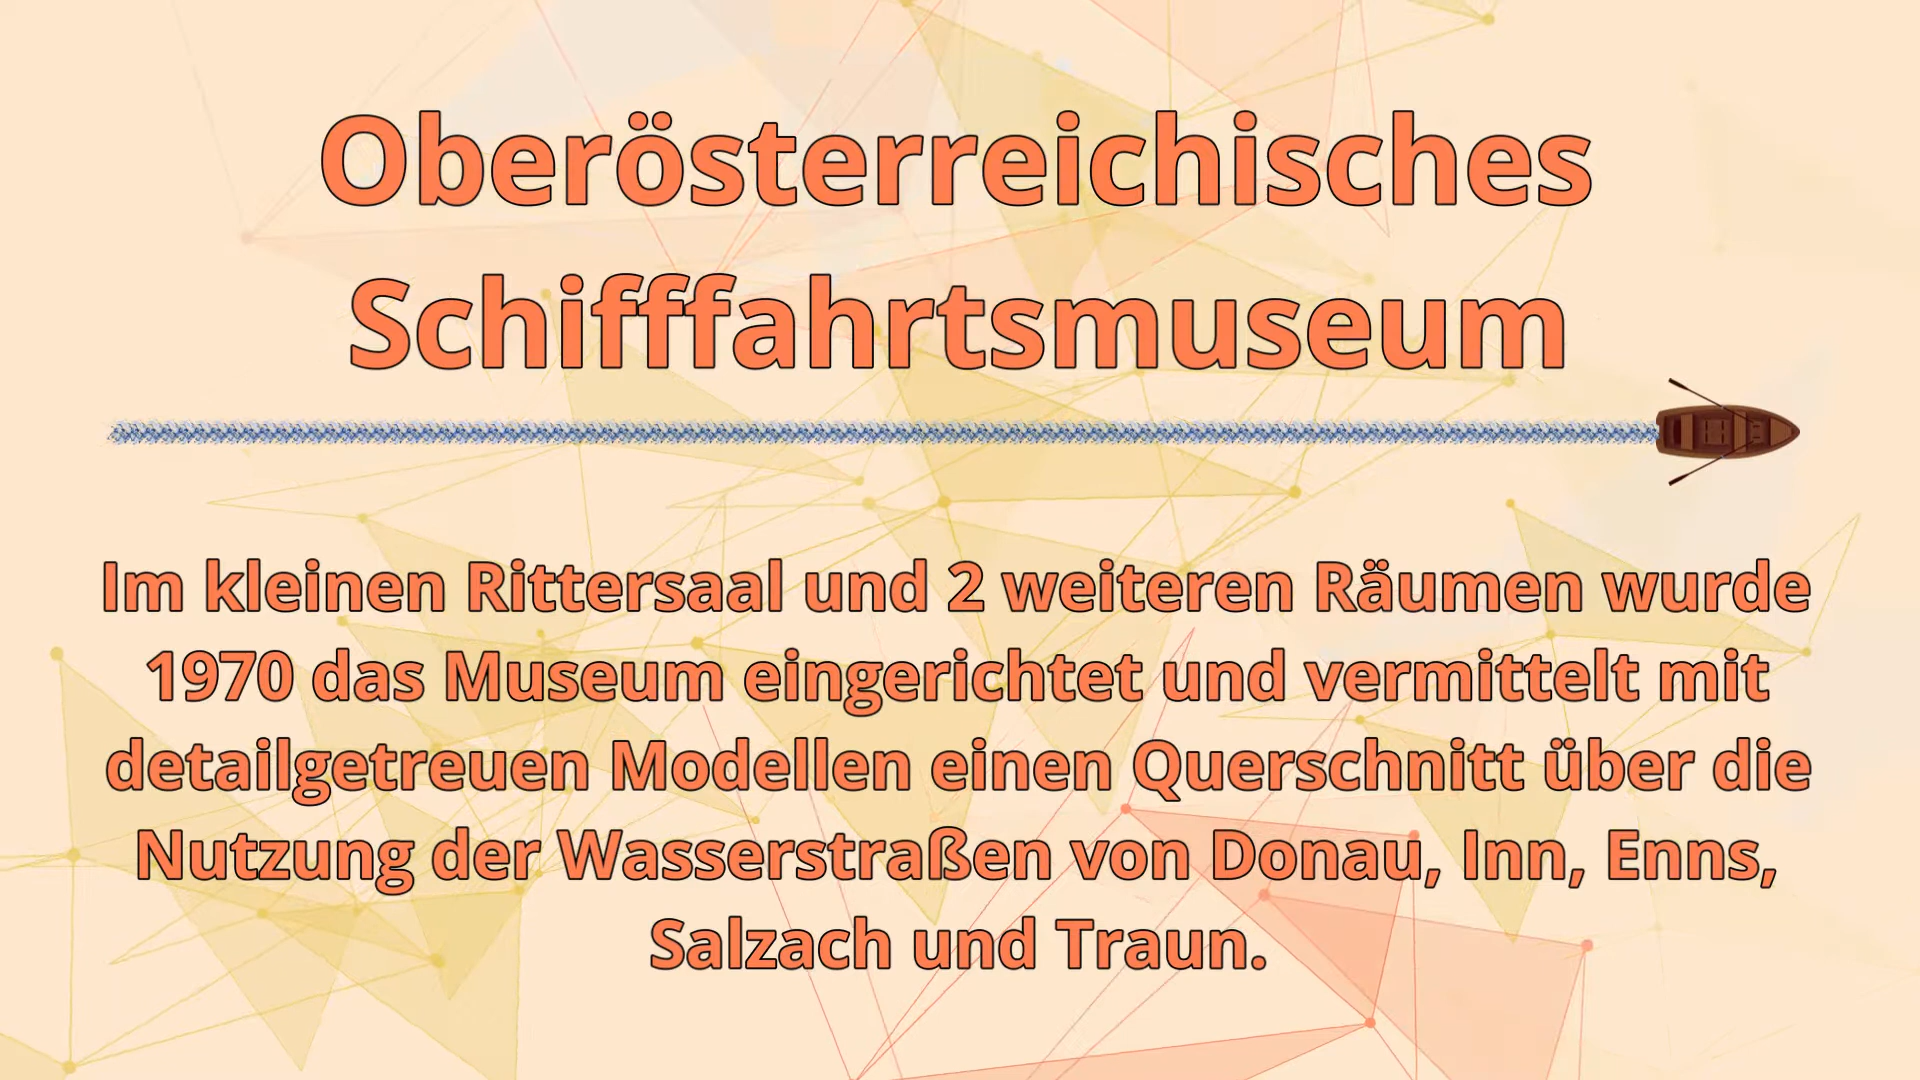 Oberösterreichisches
Schifffahrtsmuseum
Im kleinen Rittersaal und 2 weiteren Räumen wurde
1970 das Museum eingerichtet und vermittelt mit
detailgetreuen Modellen einen Querschnitt über die
Nutzung der Wasserstraßen von Donau, Inn, Enns,
Salzach und Traun.